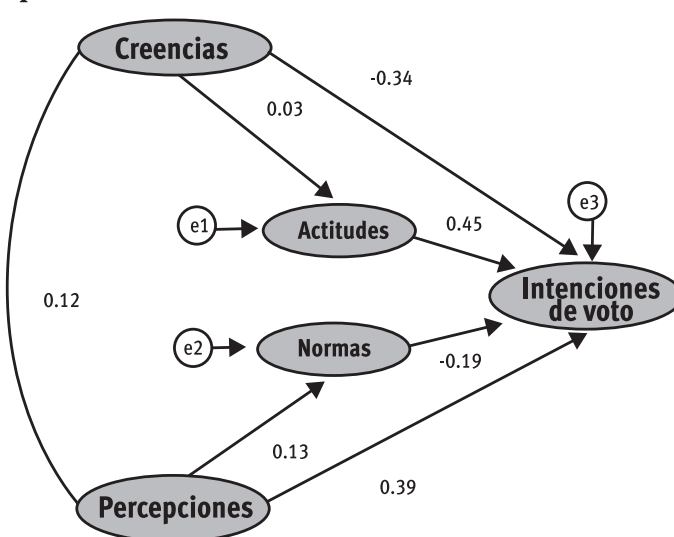 Creencias
-0.34
0.03
e3
e1
Actitudes
0.45
Intenciones
de voto
0.12
e2
Normas
-0.19
0.13
0.39
Percepciones